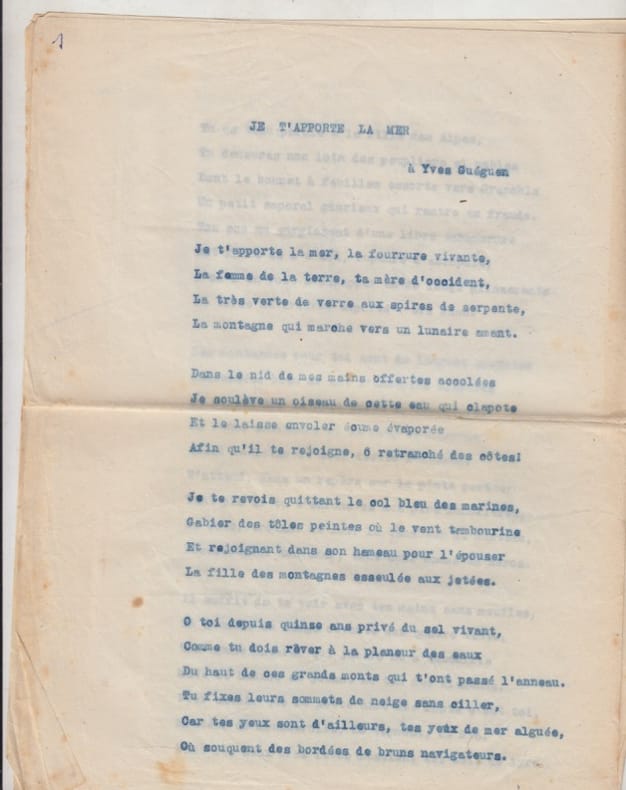 1
JE T'APPORTE LA MER
à Yves Guéguen
Je t'apporte la mer, la fourrure vivante,
La femme de la terre, ta mère d'occident,
La très verte de verre aux spires de serpente,
La montagne qui marche vers un lunaire amant.
Dans le nid de mes mains offertes accolées
Je soulève un oiseau de cette eau qui clapote
Et le laisse envoler écume évaporée
Afin qu'il te rejoigne, ô retranché des côtes!
Je te revois quittant le col bleu des marines,
Gabier des tôles peintes où le vent tambourine
Et rejoignant dans son hameau pour l'épouser
La fille des montagnes esseulée aux jetées.
O toi depuis quinze ans privé du sel vivant,
Comme tu dois rêver à la planeur des eaux
Du haut de ces grands monts qui t'ont passé l'anneau.
Tu fixes leurs sommets de neige sans ciller,
Car tes yeux sont d'ailleurs, tes yeux de mer alguée,
Où souquent des bordées de bruns navigateurs.